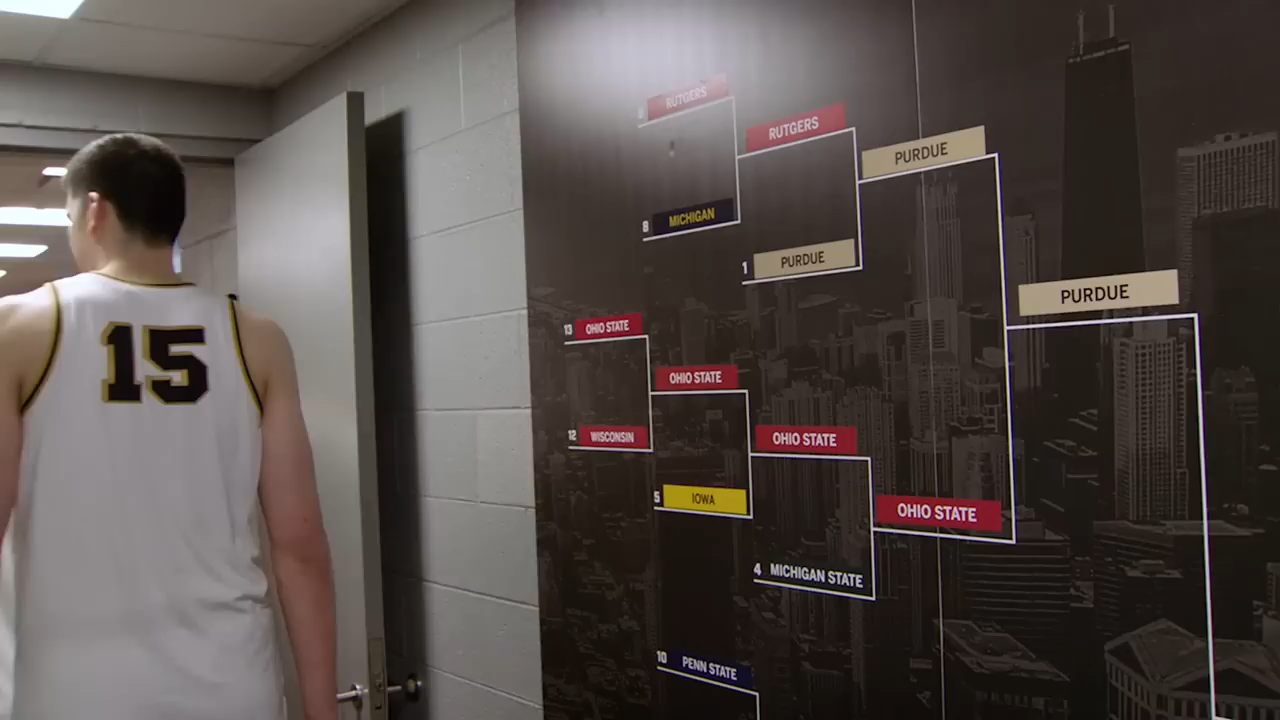 15
RUTGERS
RUTGERS
PURDUE
8 MICHIGAN
1 PURDUE
PURDUE
13 OHIO STATE
OHIO STATE
12 WISCONSIN
OHIO STATE
5 IOWA
OHIO STATE
4 MICHIGAN STATE
10 PENN STATE